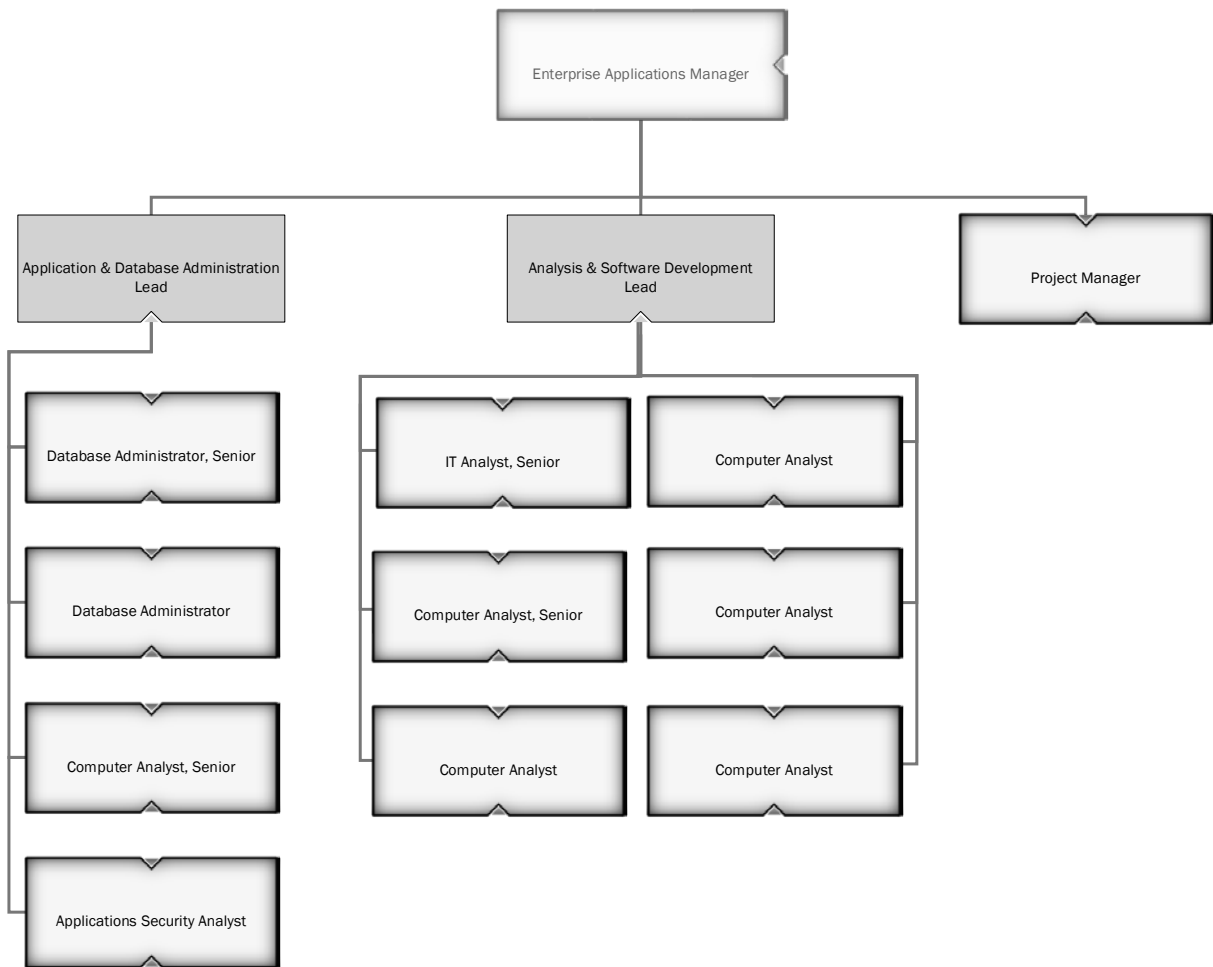 Enterprise Applications Manager
Application & Database Administration
Lead
Analysis & Software Development
Lead
Project Manager
Database Administrator, Senior
Database Administrator
Computer Analyst, Senior
Applications Security Analyst
IT Analyst, Senior
Computer Analyst, Senior
Computer Analyst
Computer Analyst
Computer Analyst
Computer Analyst